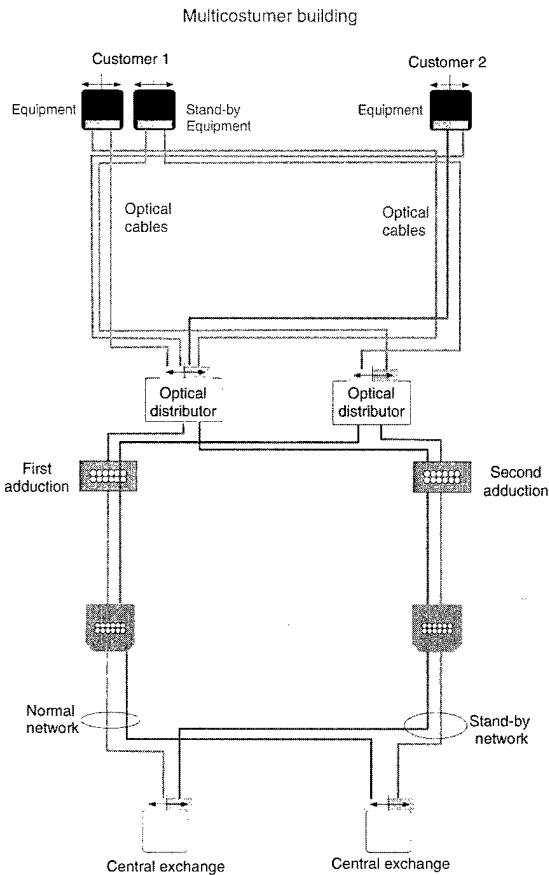 Multicostumer building
Customer 1
Customer 2
Equipment
Stand-by
Equipment
Equipment
Optical
cables
Optical
cables
Optical
distributor
Optical
distributor
First
adduction
Second
adduction
Normal
network
Stand-by
network
Central exchange
Central exchange